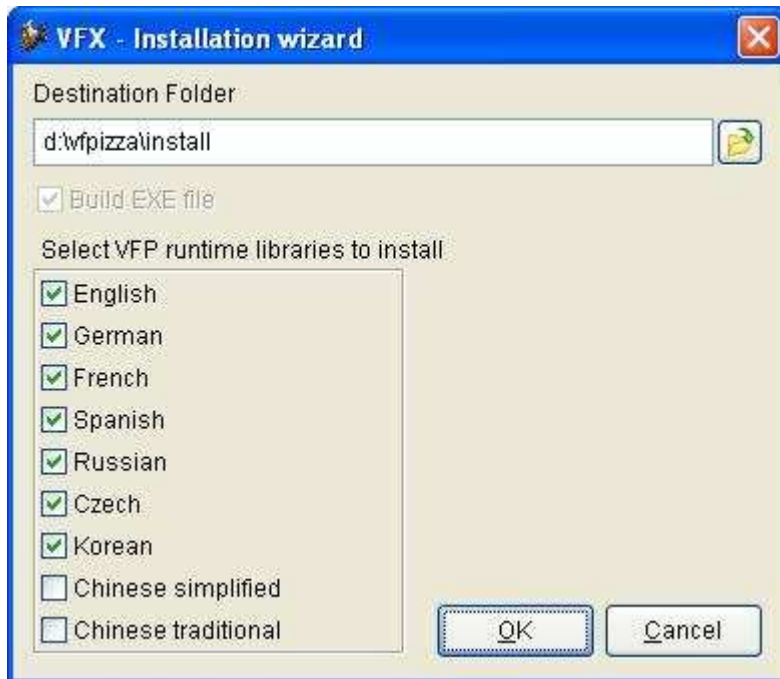 VFX - Installation wizard
Destination Folder
d:\vfpizza\install
Build EXE file
Select VFP runtime libraries to install
English
German
French
Spanish
Russian
Czech
Korean
Chinese simplified
Chinese traditional
OK
Cancel